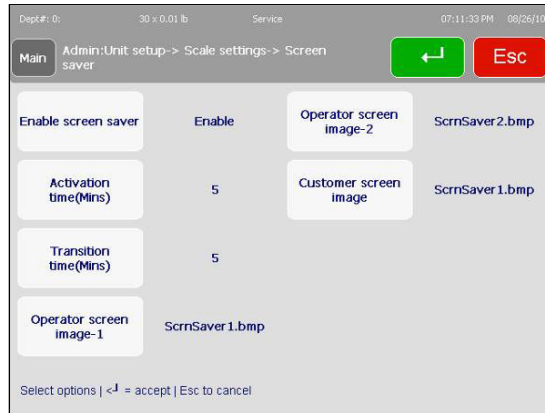 Dept#: 0: 30 x 0.01 lb Service 07:11:33 PM 08/26/10
Main
Admin:Unit setup-> Scale settings-> Screen
saver
Esc
Enable screen saver Enable
Operator screen
image-2
ScrnSaver2.bmp
Activation
time(Mins)
5
Customer screen
image
ScrnSaver1.bmp
Transition
time(Mins)
5
Operator screen
image-1
ScrnSaver1.bmp
Select options | <┘ = accept | Esc to cancel